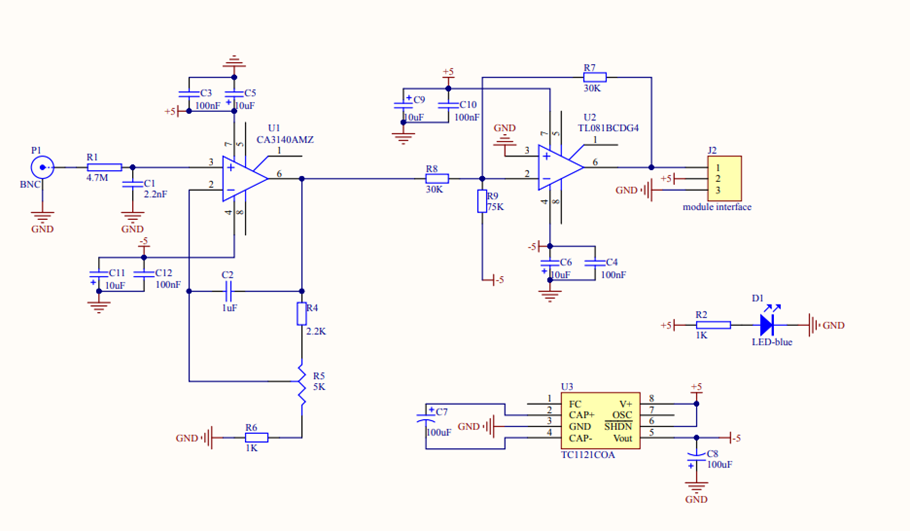 R7
30K
+5
C3
100nF
C5
10uF
+5
C9
10uF
C10
100nF
U1
CA3140AMZ
U2
TL081BCDG4
GND
7
5
1
7
5
1
P1
BNC
R1
4.7M
3
+
2
−
6
4
8
C1
2.2nF
GND
GND
R8
30K
3
+
2
−
6
4
8
R9
75K
J2
1
+5
2
GND
3
module interface
-5
C11
10uF
C12
100nF
-5
C6
10uF
C4
100nF
-5
C2
1uF
R4
2.2K
R5
5K
GND
R6
1K
+5
R2
1K
D1
LED-blue
GND
U3
+5
1 FC V+ 8
2 CAP+ OSC 7
3 GND SHDN 6
4 CAP- Vout 5
TC1121COA
C7
100uF
GND
-5
C8
100uF
GND